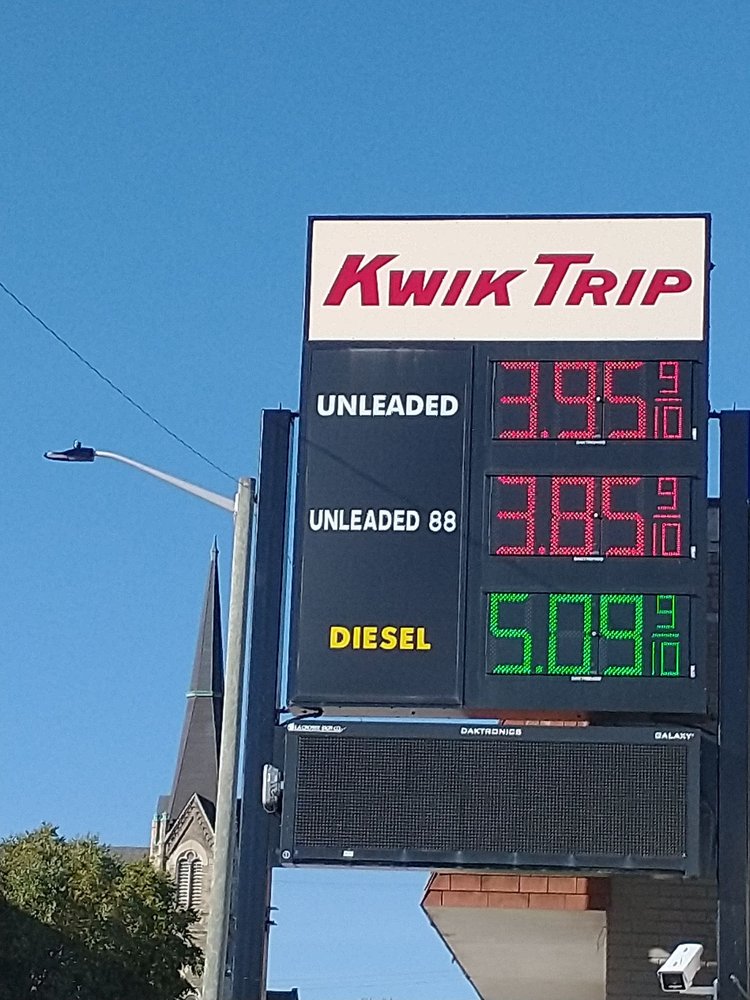 KWIK TRIP
UNLEADED 3.95 9/10
UNLEADED 88 3.85 9/10
DIESEL 5.09 9/10
DAKTRONICS GALAXY